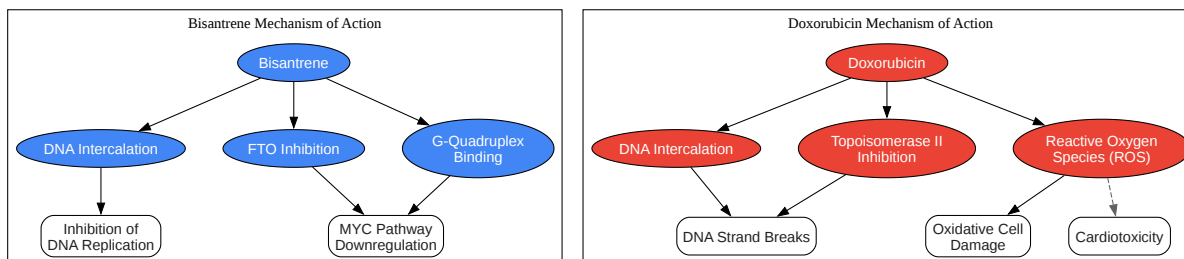 Bisantrene Mechanism of Action
Bisantrene
DNA Intercalation
FTO Inhibition
G-Quadruplex
Binding
Inhibition of
DNA Replication
MYC Pathway
Downregulation
Doxorubicin Mechanism of Action
Doxorubicin
DNA Intercalation
Topoisomerase II
Inhibition
Reactive Oxygen
Species (ROS)
DNA Strand Breaks
Oxidative Cell
Damage
Cardiotoxicity